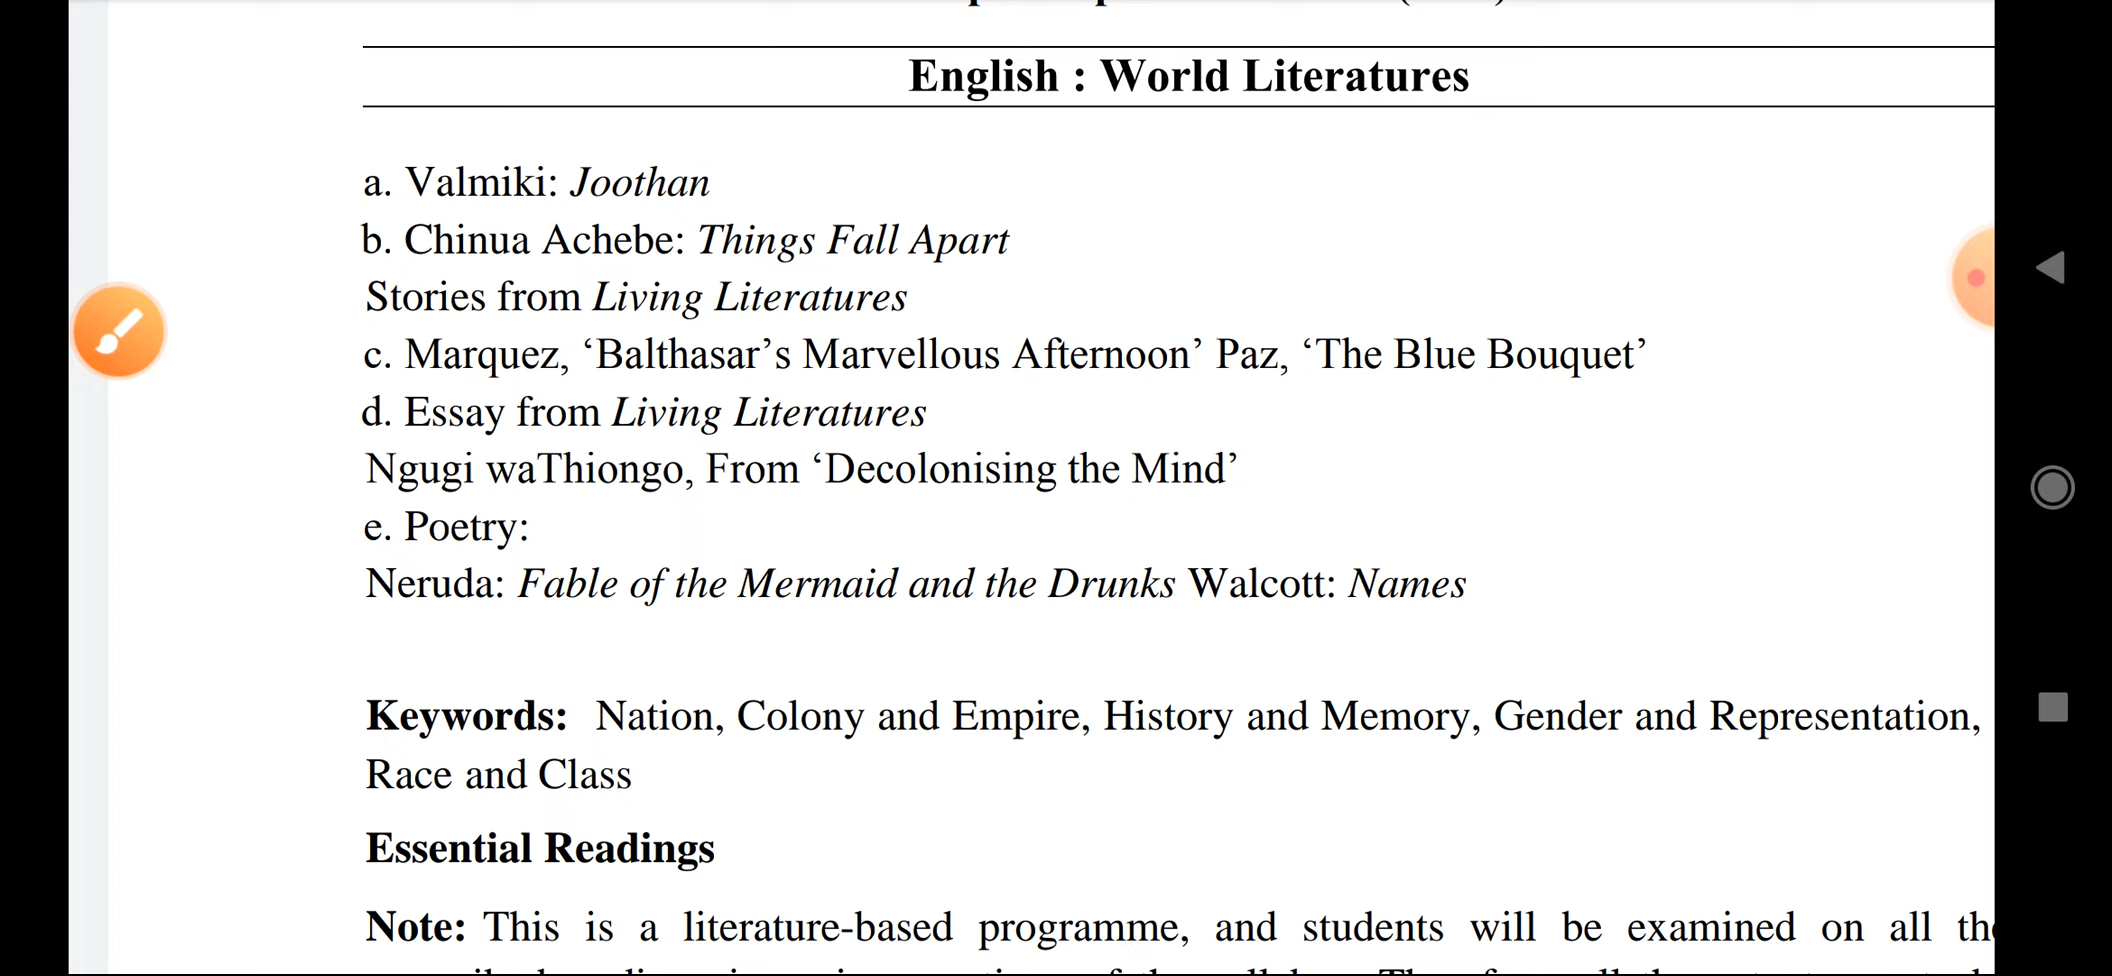 English : World Literatures
a. Valmiki: Joothan
b. Chinua Achebe: Things Fall Apart
Stories from Living Literatures
c. Marquez, ‘Balthasar’s Marvellous Afternoon’ Paz, ‘The Blue Bouquet’
d. Essay from Living Literatures
Ngugi waThiongo, From ‘Decolonising the Mind’
e. Poetry:
Neruda: Fable of the Mermaid and the Drunks Walcott: Names
Keywords: Nation, Colony and Empire, History and Memory, Gender and Representation,
Race and Class
Essential Readings
Note: This is a literature-based programme, and students will be examined on all the